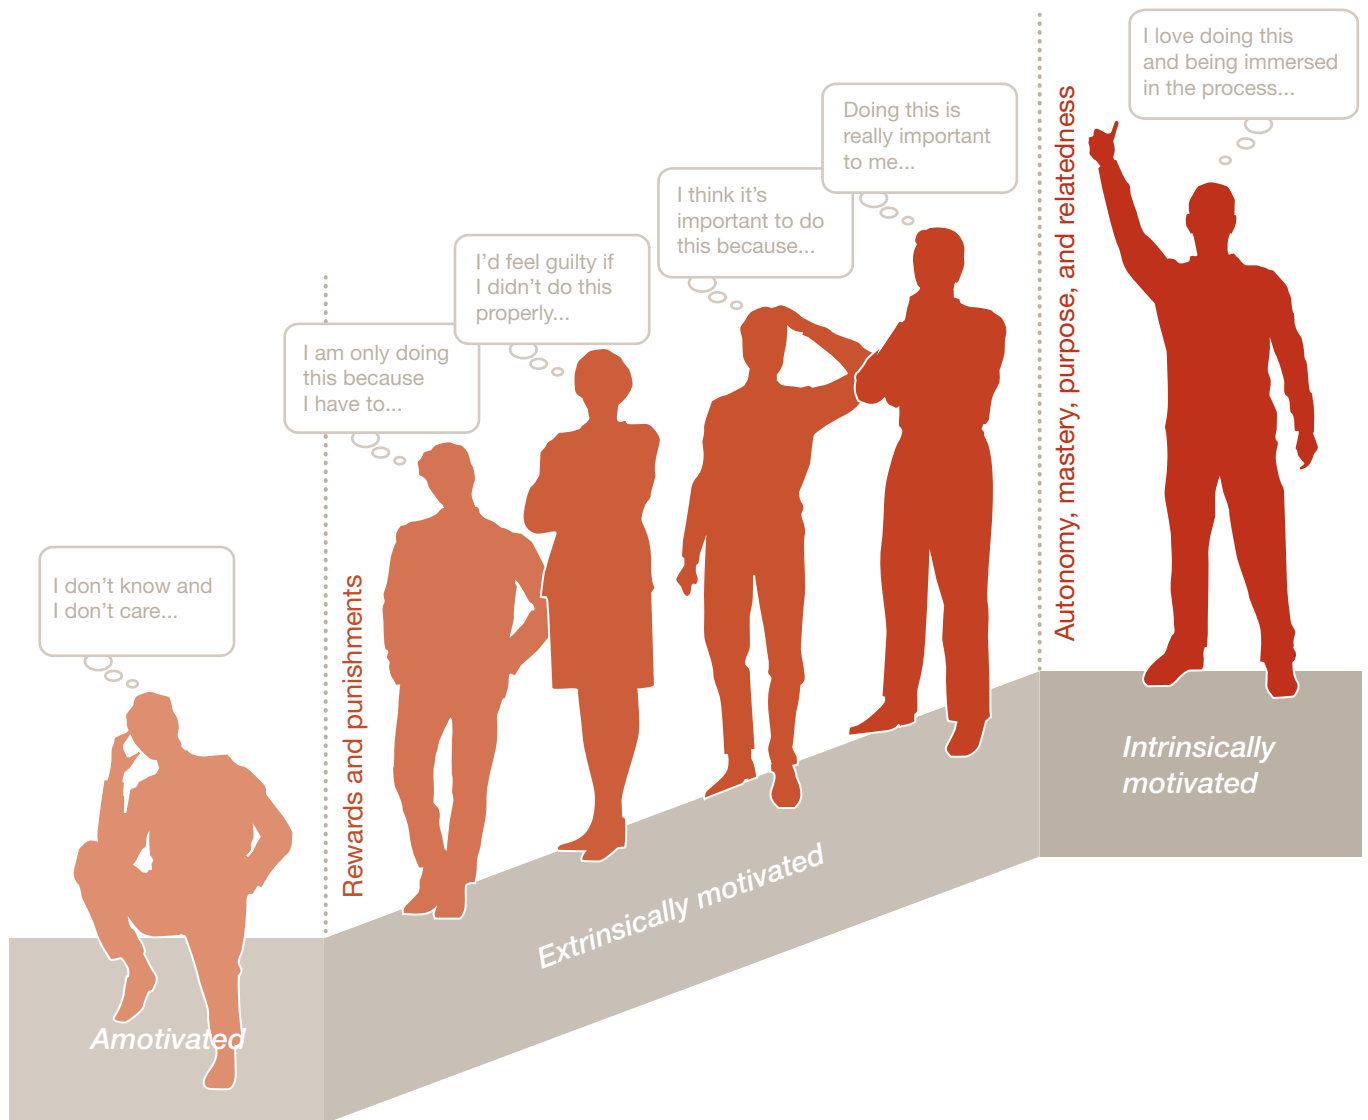 I don’t know and
I don’t care...
Amotivated
Rewards and punishments
I am only doing
this because
I have to...
I’d feel guilty if
I didn’t do this
properly...
I think it’s
important to do
this because...
Doing this is
really important
to me...
Extrinsically motivated
Autonomy, mastery, purpose, and relatedness
I love doing this
and being immersed
in the process...
Intrinsically
motivated